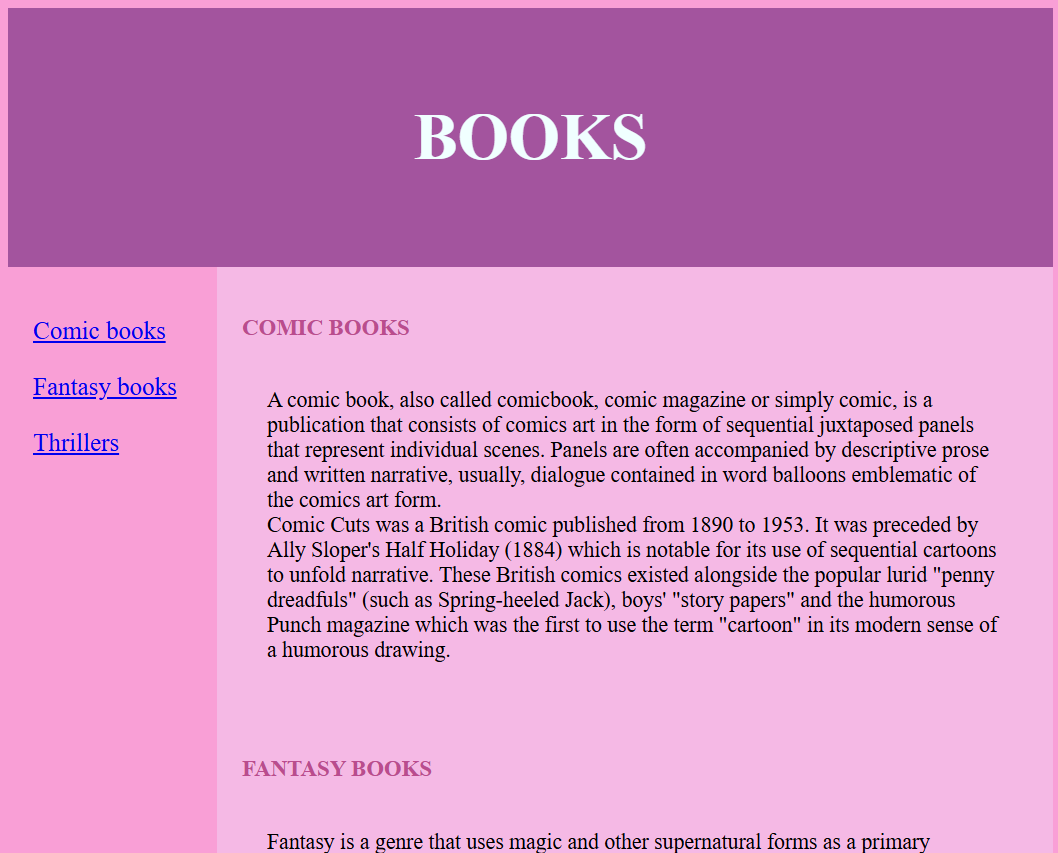 BOOKS
Comic books
Fantasy books
Thrillers
COMIC BOOKS
A comic book, also called comicbook, comic magazine or simply comic, is a
publication that consists of comics art in the form of sequential juxtaposed panels
that represent individual scenes. Panels are often accompanied by descriptive prose
and written narrative, usually, dialogue contained in word balloons emblematic of
the comics art form.
Comic Cuts was a British comic published from 1890 to 1953. It was preceded by
Ally Sloper's Half Holiday (1884) which is notable for its use of sequential cartoons
to unfold narrative. These British comics existed alongside the popular lurid "penny
dreadfuls" (such as Spring-heeled Jack), boys' "story papers" and the humorous
Punch magazine which was the first to use the term "cartoon" in its modern sense of
a humorous drawing.
FANTASY BOOKS
Fantasy is a genre that uses magic and other supernatural forms as a primary